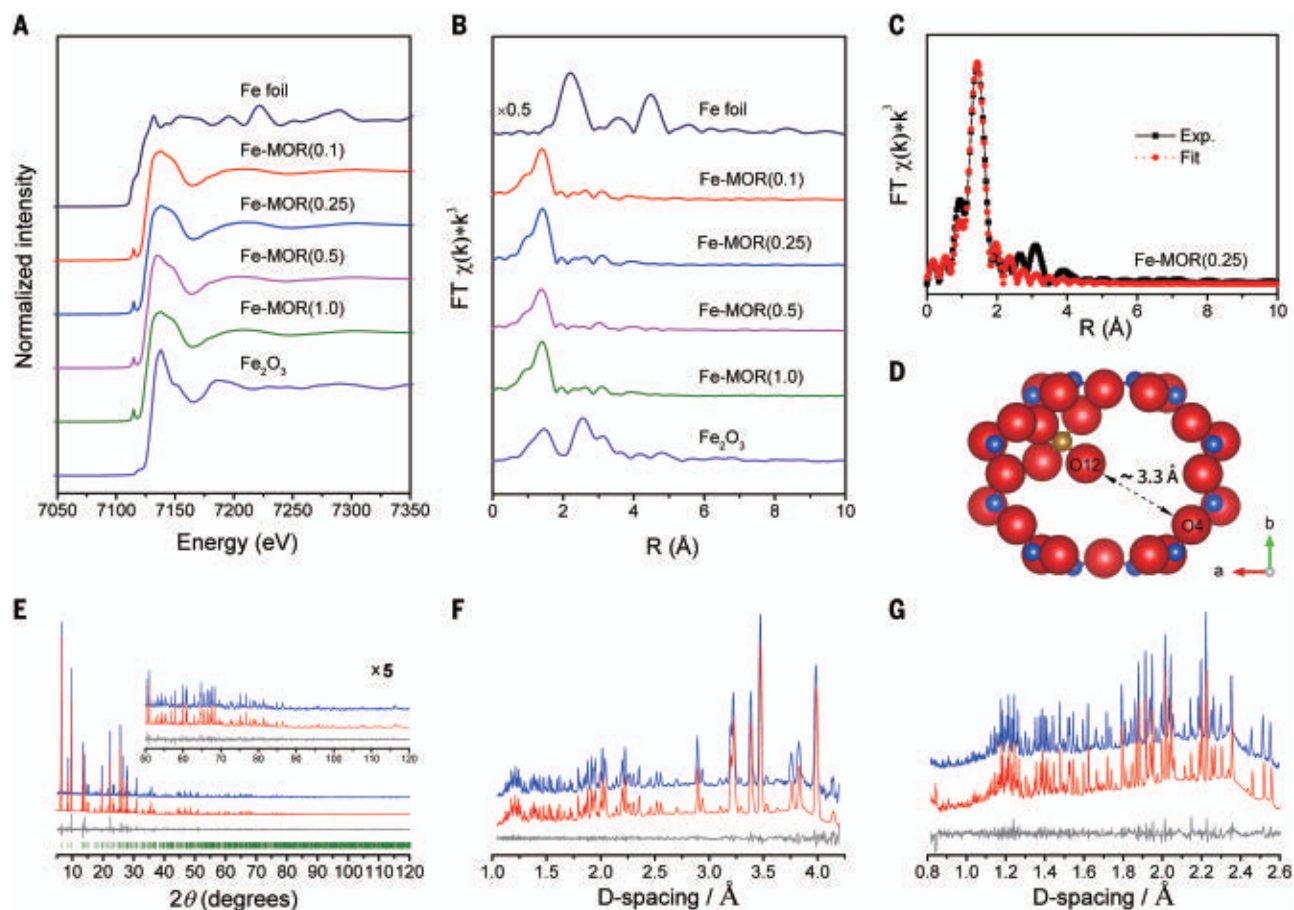 A
Fe foil
Fe-MOR(0.1)
Fe-MOR(0.25)
Fe-MOR(0.5)
Fe-MOR(1.0)
Fe₂O₃
Normalized intensity
7050 7100 7150 7200 7250 7300 7350
Energy (eV)
B
×0.5
Fe foil
Fe-MOR(0.1)
Fe-MOR(0.25)
Fe-MOR(0.5)
Fe-MOR(1.0)
Fe₂O₃
FT χ(k)*k³
0 2 4 6 8 10
R (Å)
C
Exp.
Fit
Fe-MOR(0.25)
FT χ(k)*k³
0 2 4 6 8 10
R (Å)
D
O12
~ 3.3 Å
O4
b
a
E
×5
60 70 80 90 100 110 120
10 20 30 40 50 60 70 80 90 100 110 120
2θ (degrees)
F
1.0 1.5 2.0 2.5 3.0 3.5 4.0
D-spacing / Å
G
0.8 1.0 1.2 1.4 1.6 1.8 2.0 2.2 2.4 2.6
D-spacing / Å